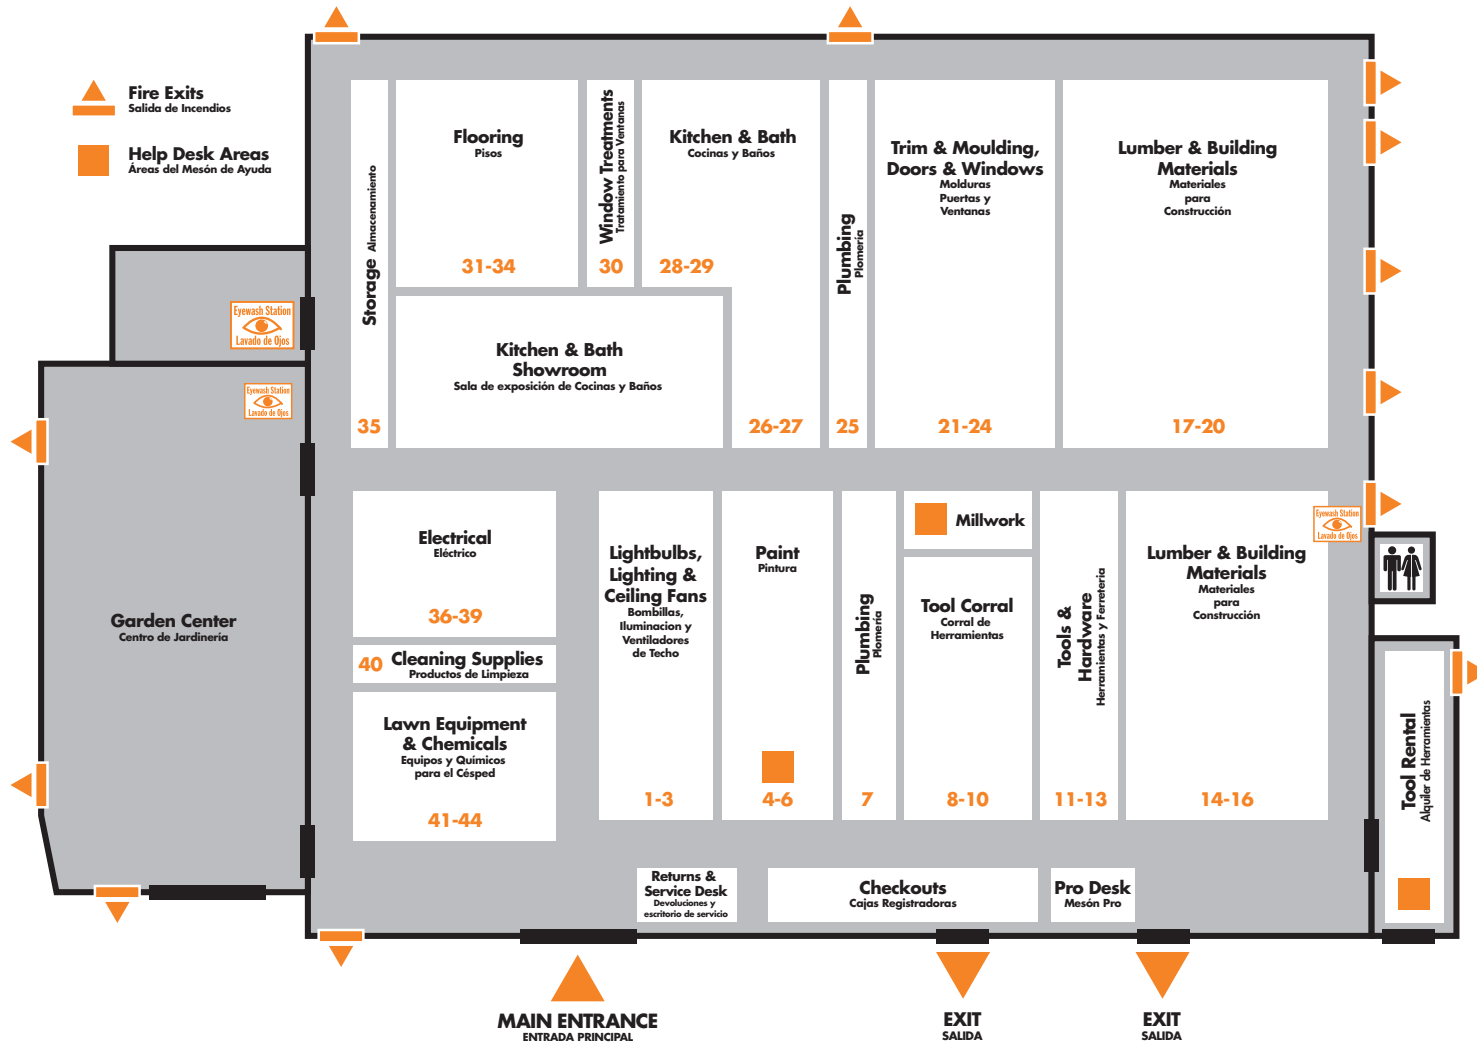 Fire Exits
Salida de Incendios
Help Desk Areas
Áreas del Mesón de Ayuda
Storage Almacenamiento
35
Flooring
Pisos
31-34
Window Treatments
Tratamiento para Ventanas
30
Kitchen & Bath
Cocinas y Baños
28-29
26-27
Kitchen & Bath
Showroom
Sala de exposición de Cocinas y Baños
Plumbing
Plomería
25
Trim & Moulding,
Doors & Windows
Molduras
Puertas y
Ventanas
21-24
Lumber & Building
Materials
Materiales
para
Construcción
17-20
Eyewash Station
Lavado de Ojos
Eyewash Station
Lavado de Ojos
Garden Center
Centro de Jardinería
Electrical
Eléctrico
36-39
40 Cleaning Supplies
Productos de Limpieza
Lawn Equipment
& Chemicals
Equipos y Químicos
para el Césped
41-44
Lightbulbs,
Lighting &
Ceiling Fans
Bombillas,
Iluminacion y
Ventiladores
de Techo
1-3
Paint
Pintura
4-6
Plumbing
Plomería
7
Millwork
Tool Corral
Corral de
Herramientas
8-10
Tools &
Hardware
Herramientas y Ferreteria
11-13
Lumber & Building
Materials
Materiales
para
Construcción
14-16
Eyewash Station
Lavado de Ojos
Tool Rental
Alquiler de Herramientas
Returns &
Service Desk
Devoluciones y
escritorio de servicio
Checkouts
Cajas Registradoras
Pro Desk
Mesón Pro
MAIN ENTRANCE
ENTRADA PRINCIPAL
EXIT
SALIDA
EXIT
SALIDA